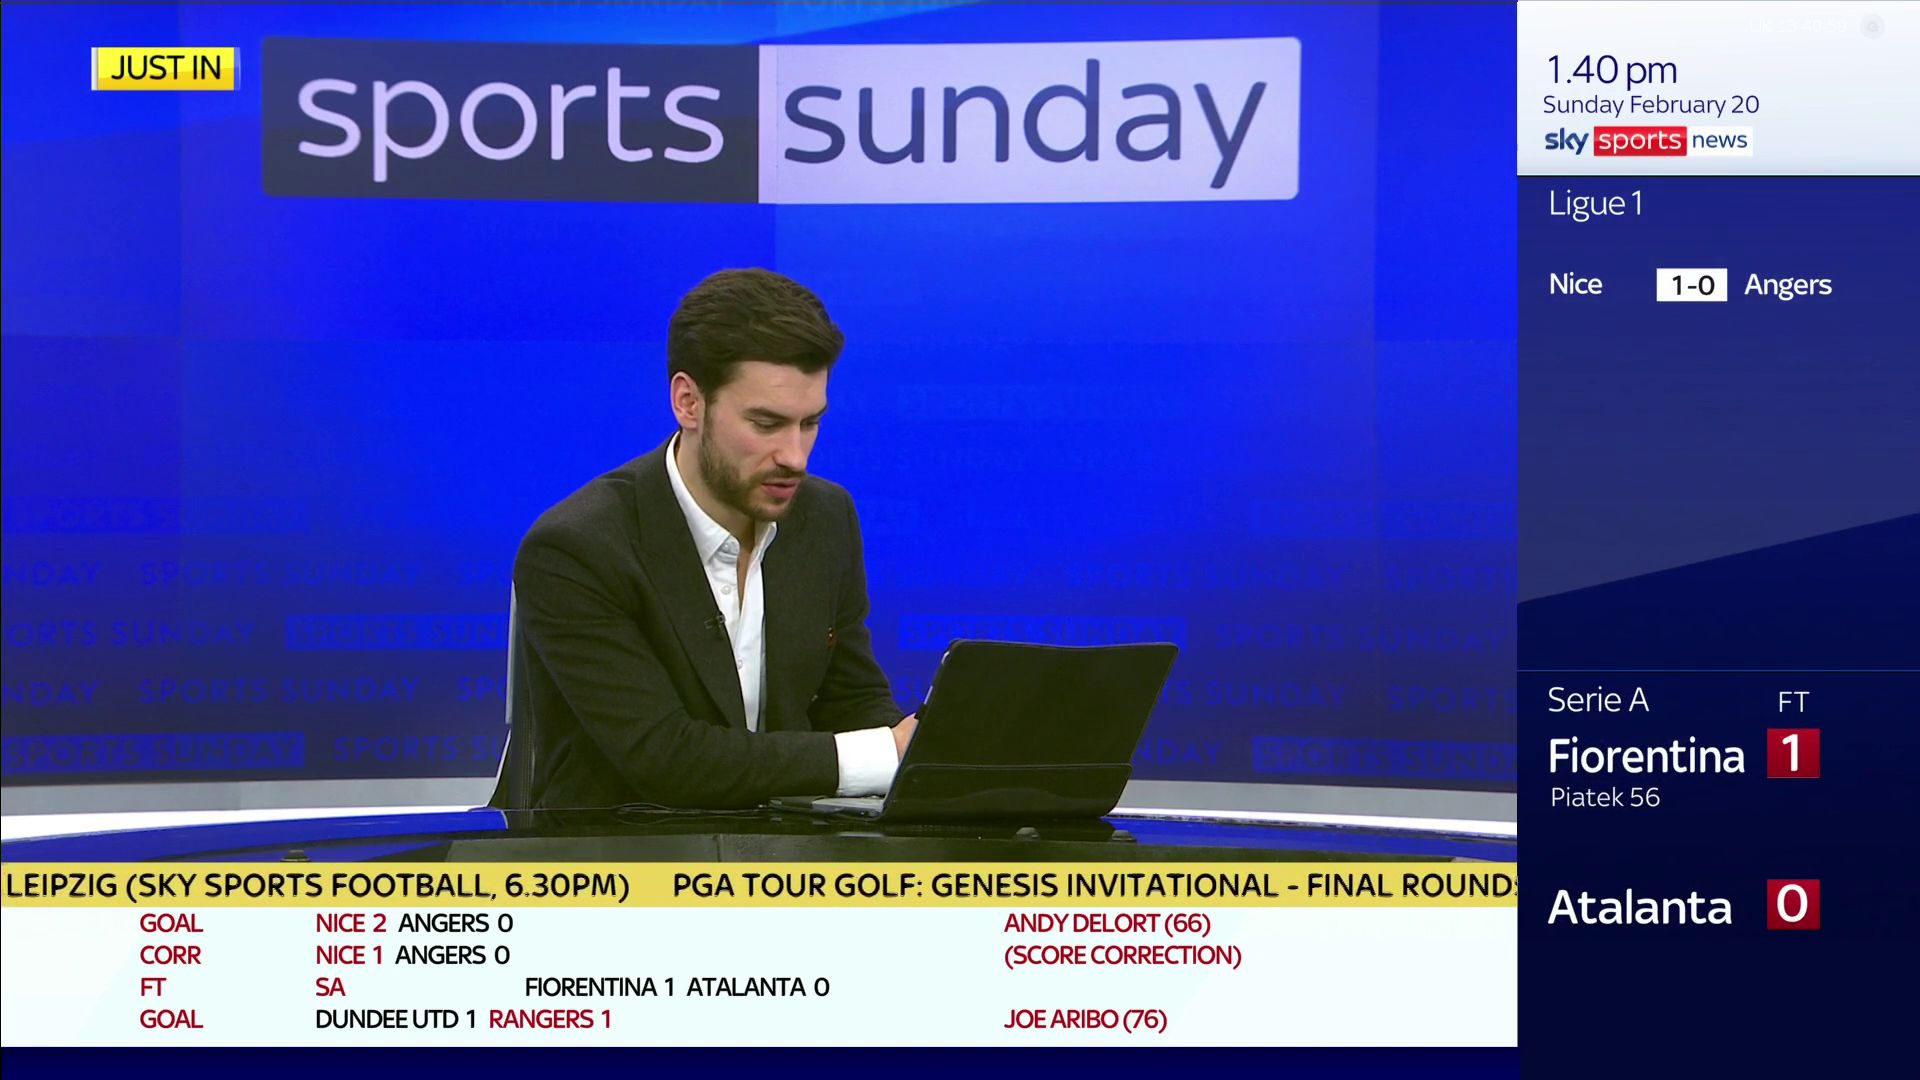 JUST IN
sports sunday
1.40 pm
Sunday February 20
sky sports news
Ligue 1
Nice 1-0 Angers
SPORTS SUNDAY
Serie A FT
Fiorentina 1
Piatek 56
Atalanta 0
LEIPZIG (SKY SPORTS FOOTBALL, 6.30PM) PGA TOUR GOLF: GENESIS INVITATIONAL - FINAL ROUND
GOAL NICE 2 ANGERS 0 ANDY DELORT (66)
CORR NICE 1 ANGERS 0 (SCORE CORRECTION)
FT SA FIORENTINA 1 ATALANTA 0
GOAL DUNDEE UTD 1 RANGERS 1 JOE ARIBO (76)